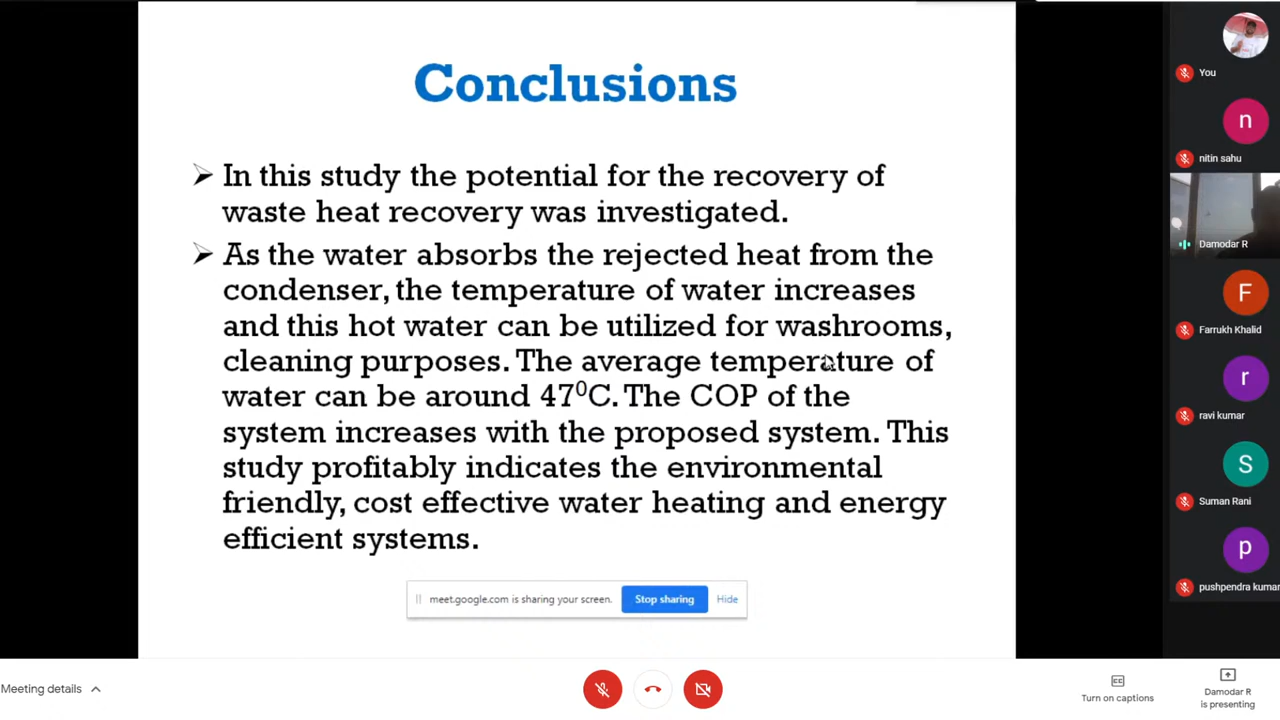 Conclusions
➢ In this study the potential for the recovery of
waste heat recovery was investigated.
➢ As the water absorbs the rejected heat from the
condenser, the temperature of water increases
and this hot water can be utilized for washrooms,
cleaning purposes. The average temperature of
water can be around 47⁰C. The COP of the
system increases with the proposed system. This
study profitably indicates the environmental
friendly, cost effective water heating and energy
efficient systems.
meet.google.com is sharing your screen. Stop sharing Hide
You
n
nitin sahu
Damodar R
F
Farrukh Khalid
r
ravi kumar
S
Suman Rani
p
pushpendra kumar
Meeting details
CC
Turn on captions
Damodar R
is presenting